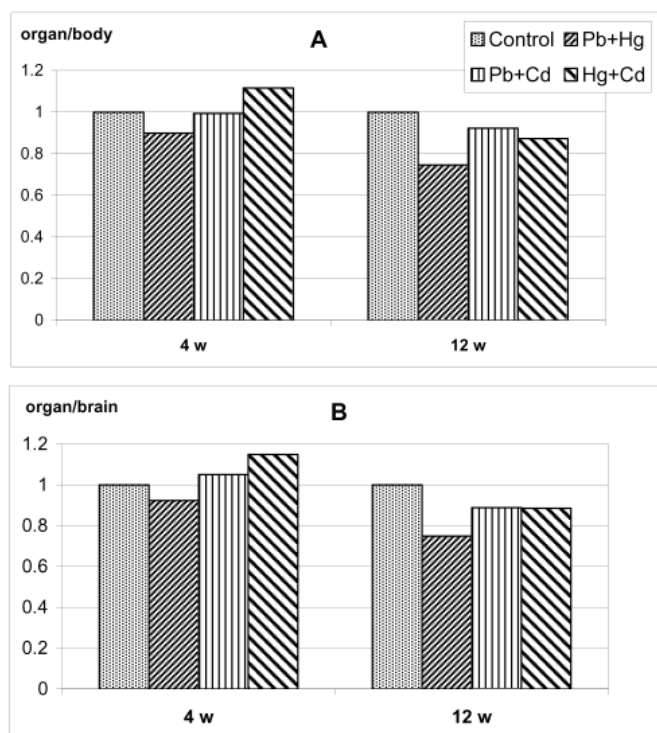 organ/body
A
Control Pb+Hg
Pb+Cd Hg+Cd
1.2
1
0.8
0.6
0.4
0.2
0
4 w 12 w
organ/brain
B
1.2
1
0.8
0.6
0.4
0.2
0
4 w 12 w